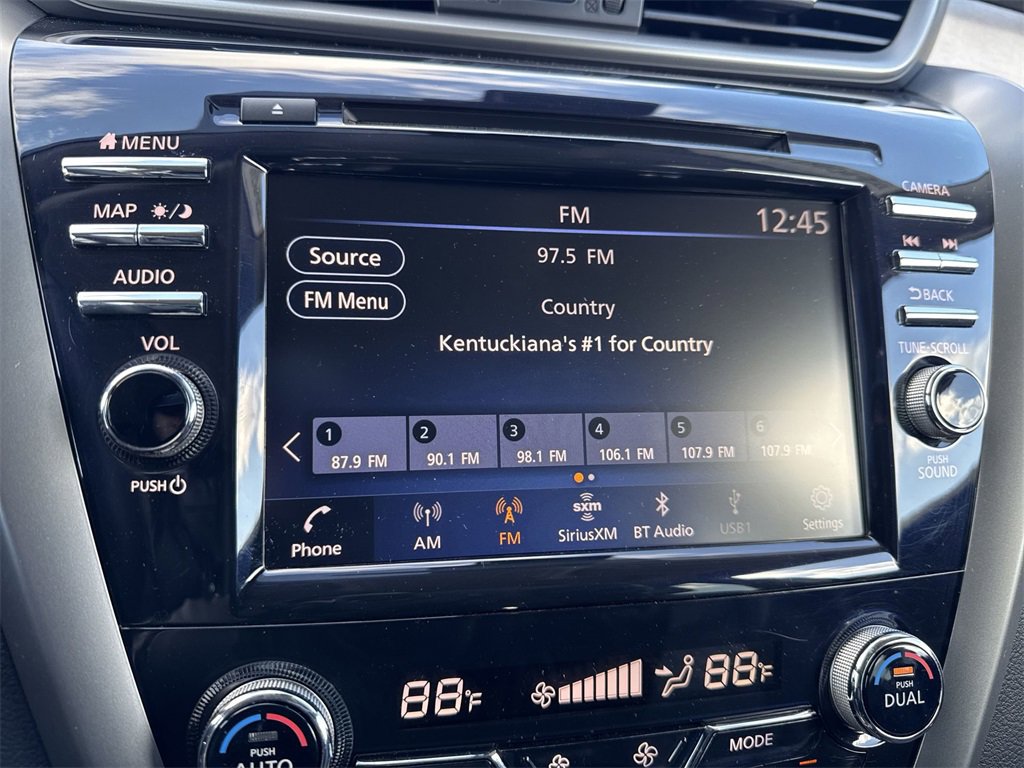 MENU
CAMERA
MAP
FM
12:45
Source
97.5 FM
AUDIO
FM Menu
Country
BACK
VOL
Kentuckiana's #1 for Country
TUNE·SCROLL
1 87.9 FM
2 90.1 FM
3 98.1 FM
4 106.1 FM
5 107.9 FM
6 107.9 FM
PUSH
PUSH
SOUND
Phone
AM
FM
sxm
SiriusXM
BT Audio
USB1
Settings
88°F
88°F
PUSH
DUAL
PUSH
AUTO
MODE